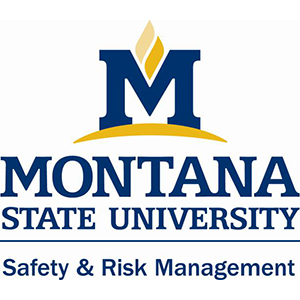 M
MONTANA
STATE UNIVERSITY
Safety & Risk Management